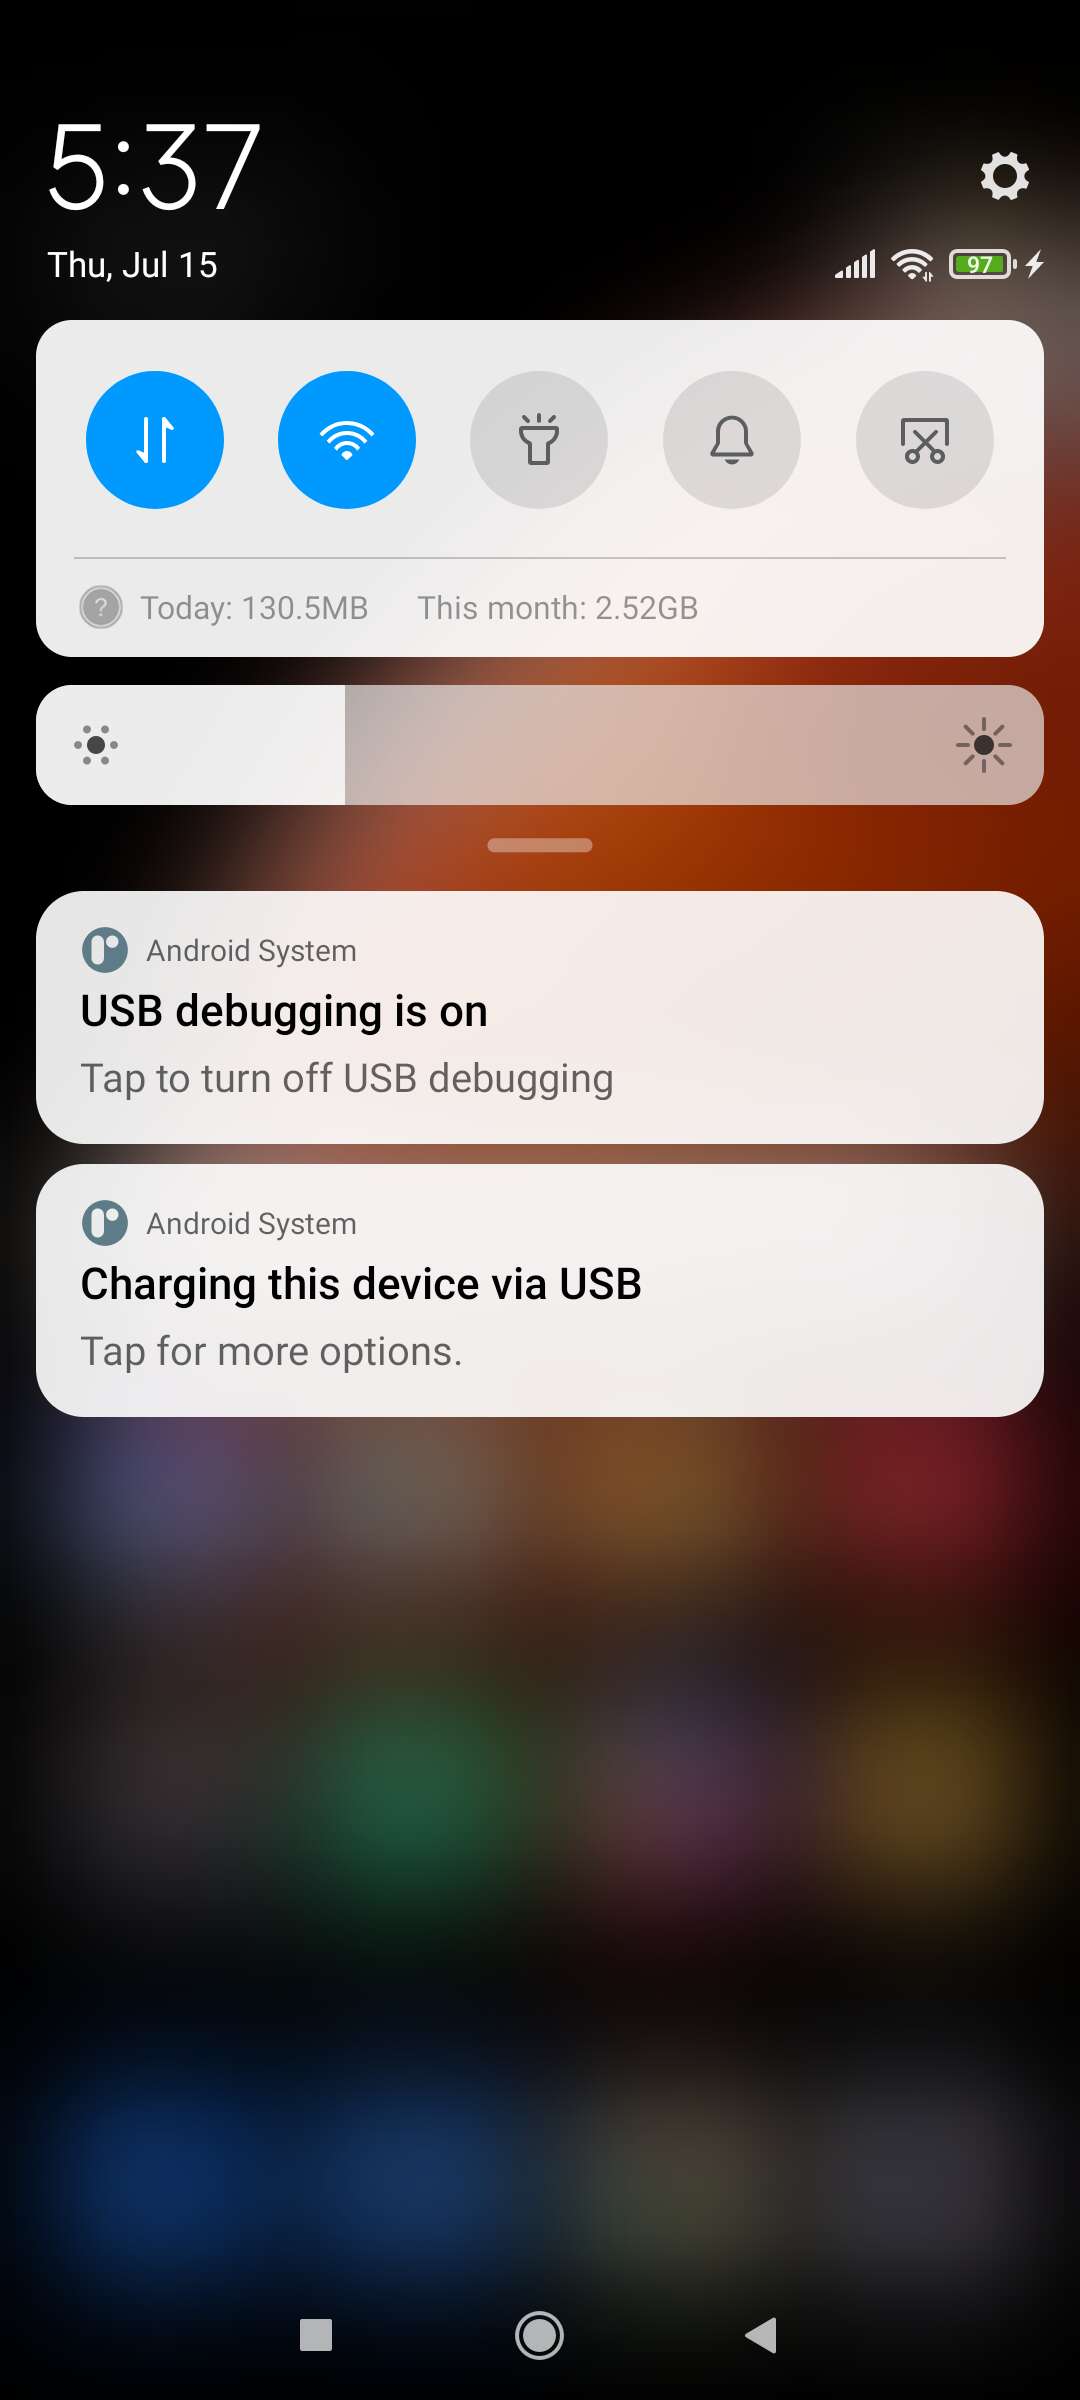 5:37
Thu, Jul 15
97
? Today: 130.5MB This month: 2.52GB
Android System
USB debugging is on
Tap to turn off USB debugging
Android System
Charging this device via USB
Tap for more options.